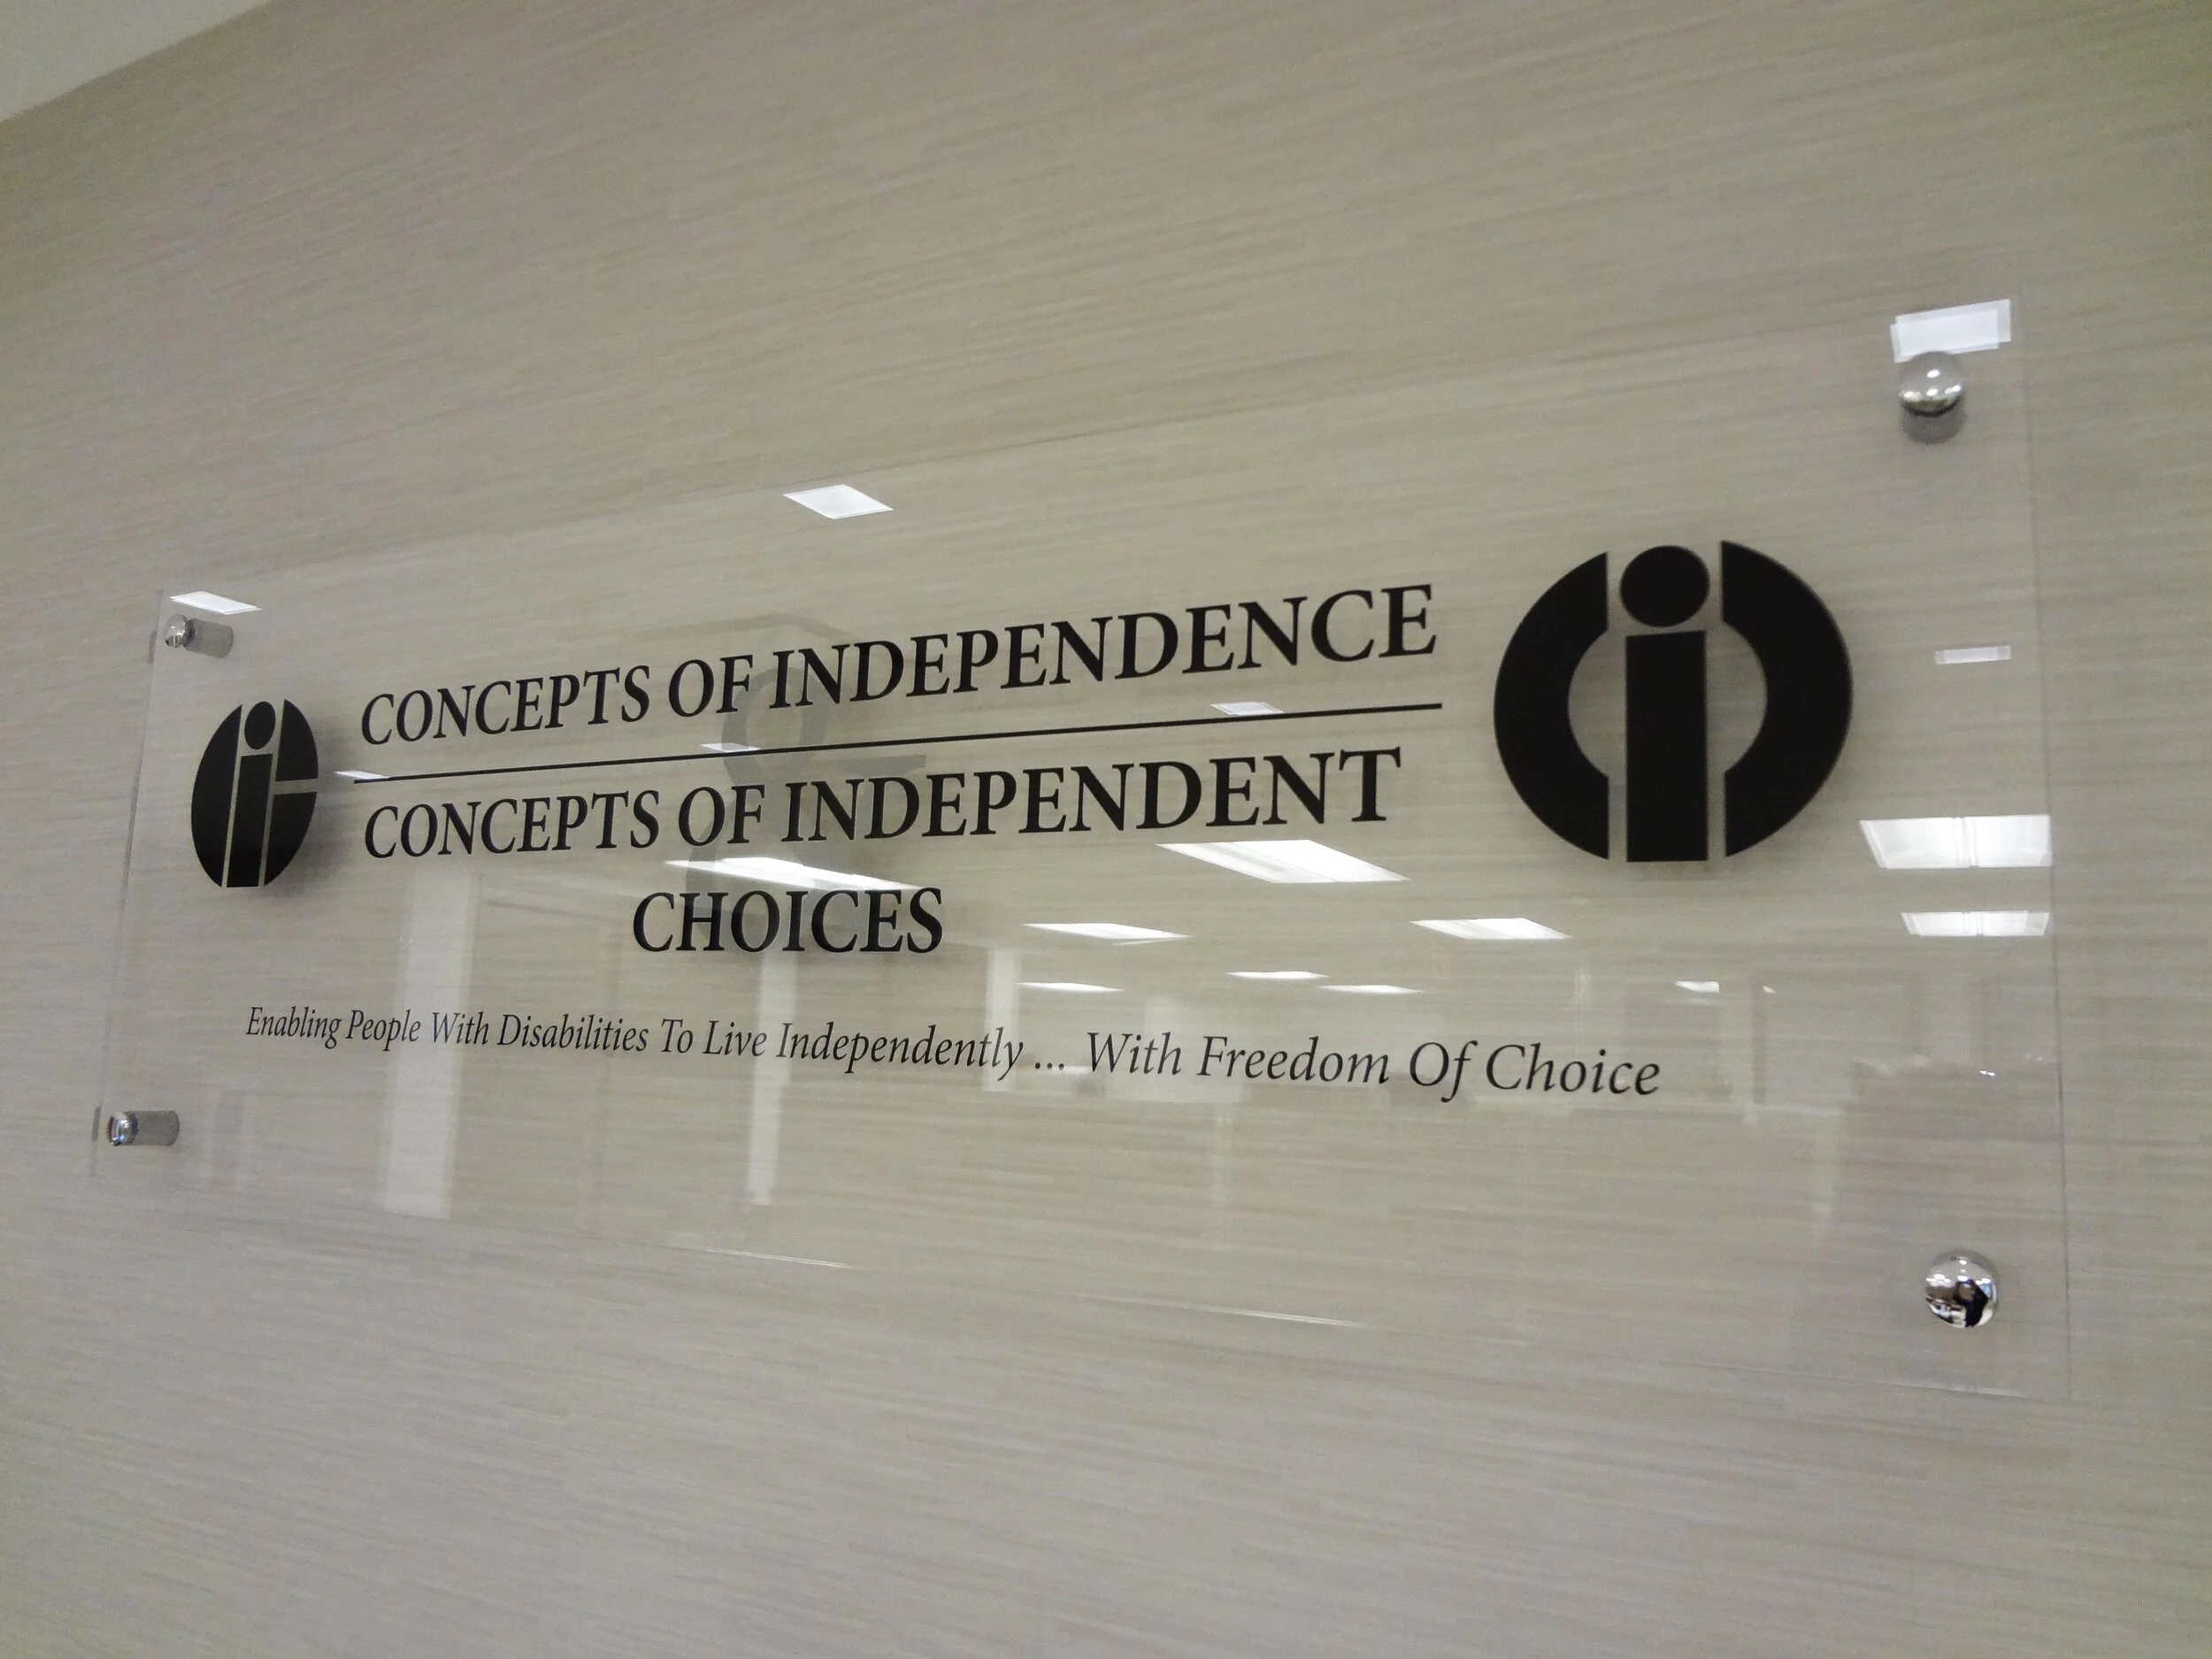 CONCEPTS OF INDEPENDENCE
CONCEPTS OF INDEPENDENT
CHOICES
Enabling People With Disabilities To Live Independently ... With Freedom Of Choice